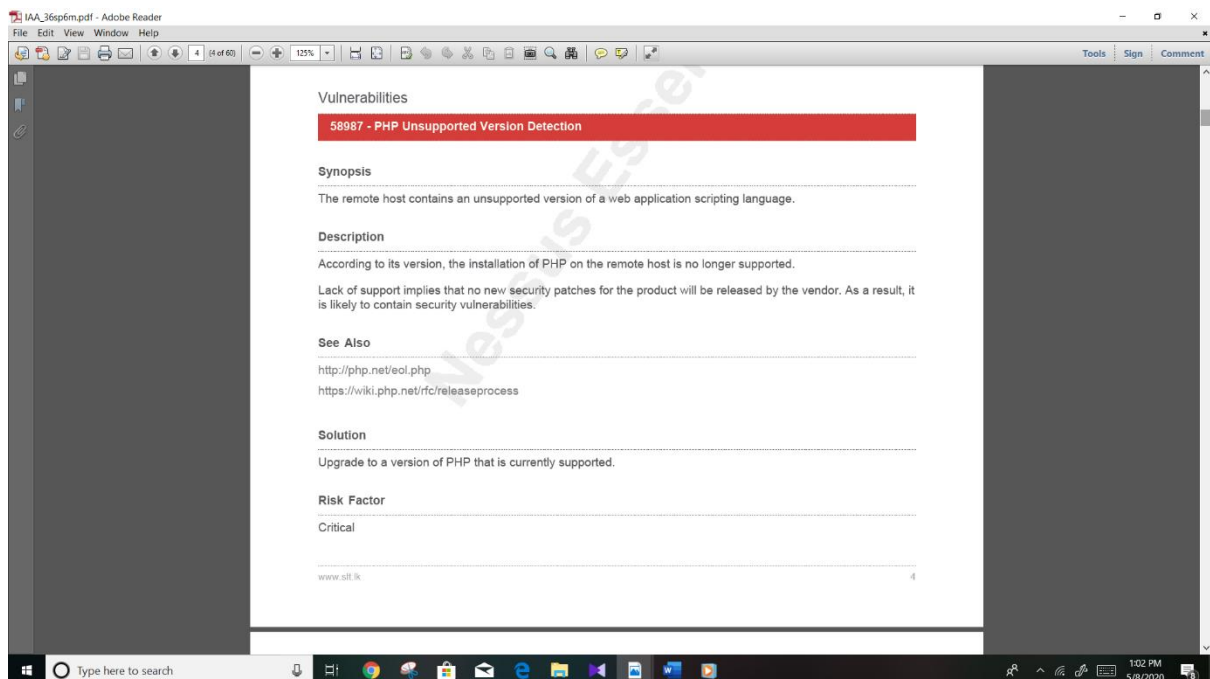 IAA_36sp6m.pdf - Adobe Reader
File Edit View Window Help
4 (4 of 60) 125% Tools Sign Comment
Vulnerabilities
58987 - PHP Unsupported Version Detection
Synopsis
The remote host contains an unsupported version of a web application scripting language.
Description
According to its version, the installation of PHP on the remote host is no longer supported.
Lack of support implies that no new security patches for the product will be released by the vendor. As a result, it
is likely to contain security vulnerabilities.
See Also
http://php.net/eol.php
https://wiki.php.net/rfc/releaseprocess
Solution
Upgrade to a version of PHP that is currently supported.
Risk Factor
Critical
www.slt.lk 4
Nessus Essen
Type here to search
1:02 PM
5/8/2020